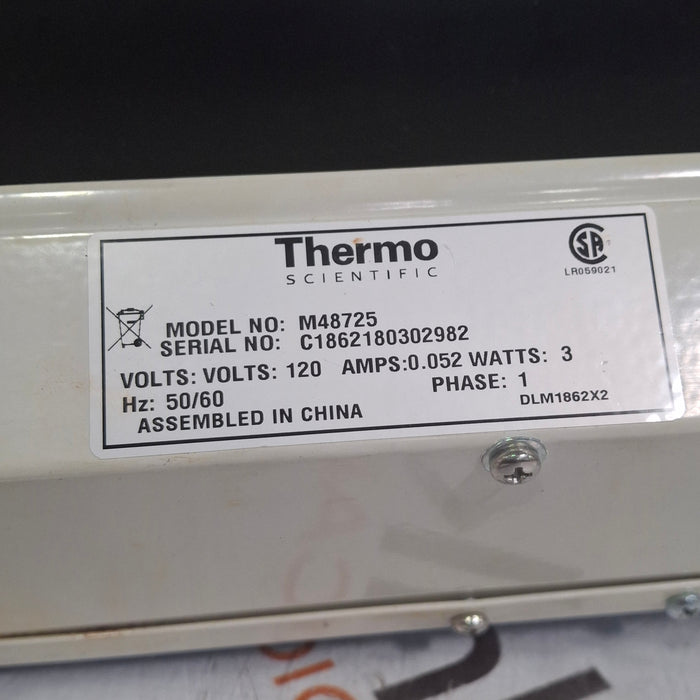 Thermo
SCIENTIFIC
SA
LR059021
MODEL NO: M48725
SERIAL NO: C1862180302982
VOLTS: VOLTS: 120 AMPS:0.052 WATTS: 3
Hz: 50/60 PHASE: 1
ASSEMBLED IN CHINA DLM1862X2